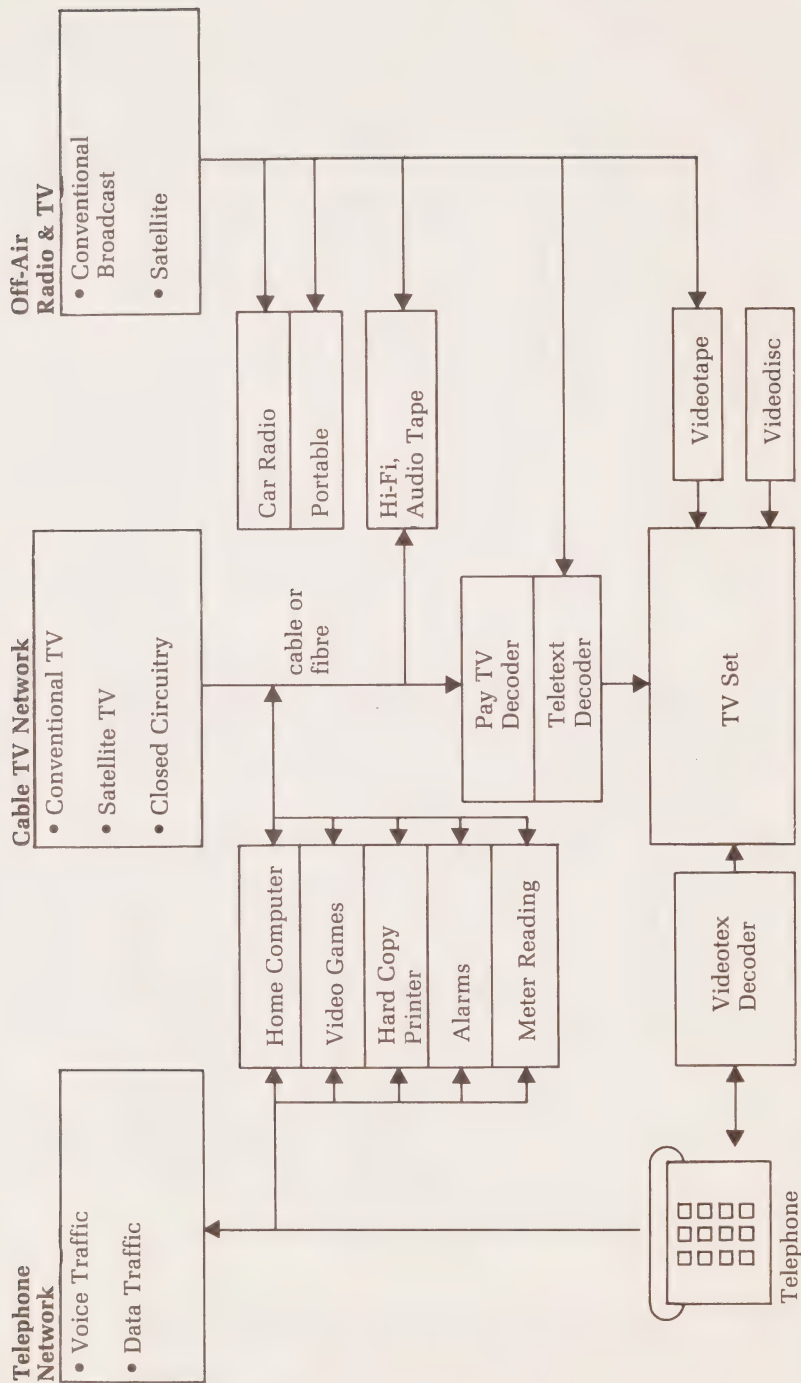 Telephone
Network
• Voice Traffic
• Data Traffic
Cable TV Network
• Conventional TV
• Satellite TV
• Closed Circuitry
Off-Air
Radio & TV
• Conventional
Broadcast
• Satellite
Home Computer
Video Games
Hard Copy
Printer
Alarms
Meter Reading
cable or
fibre
Car Radio
Portable
Hi-Fi,
Audio Tape
Pay TV
Decoder
Teletext
Decoder
Telephone
Videotex
Decoder
TV Set
Videotape
Videodisc